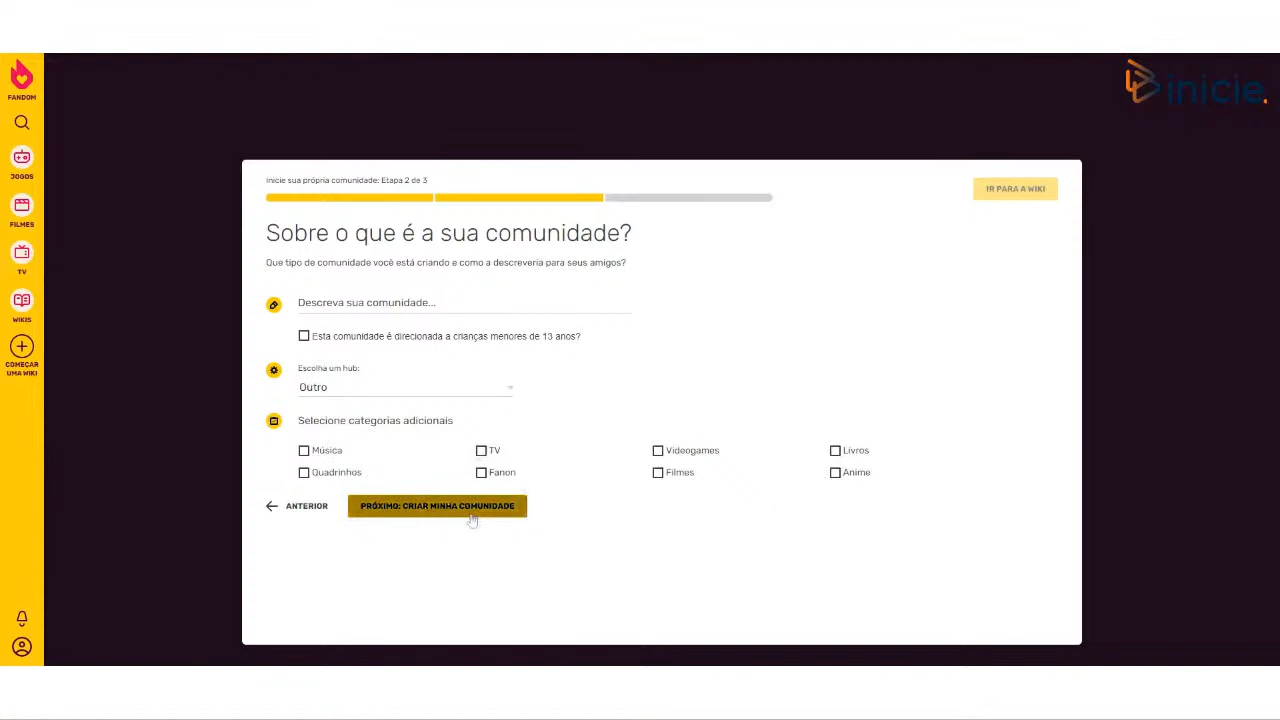 FANDOM
JOGOS
FILMES
TV
WIKIS
COMEÇAR
UMA WIKI
inicie.
Inicie sua própria comunidade: Etapa 2 de 3
IR PARA A WIKI
Sobre o que é a sua comunidade?
Que tipo de comunidade você está criando e como a descreveria para seus amigos?
Descreva sua comunidade...
Esta comunidade é direcionada a crianças menores de 13 anos?
Escolha um hub:
Outro
Selecione categorias adicionais
Música TV Videogames Livros
Quadrinhos Fanon Filmes Anime
ANTERIOR PRÓXIMO: CRIAR MINHA COMUNIDADE